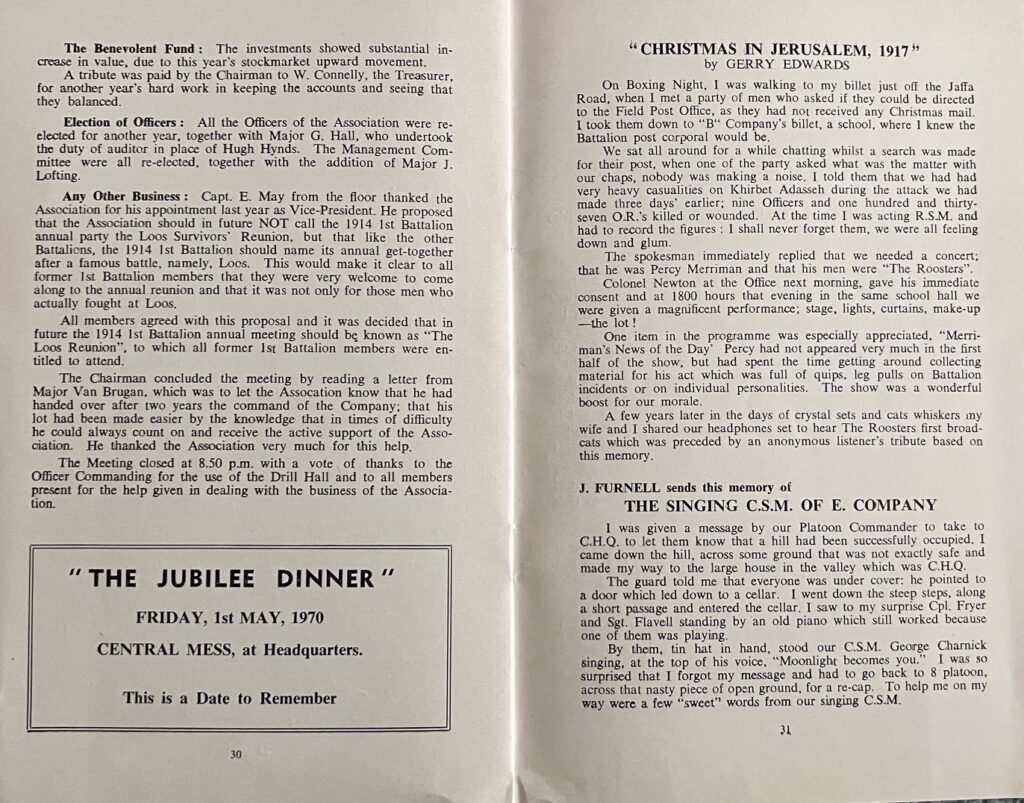 The Benevolent Fund : The investments showed substantial in-
crease in value, due to this year's stockmarket upward movement.
A tribute was paid by the Chairman to W. Connelly, the Treasurer,
for another year's hard work in keeping the accounts and seeing that
they balanced.
Election of Officers : All the Officers of the Association were re-
elected for another year, together with Major G. Hall, who undertook
the duty of auditor in place of Hugh Hynds. The Management Com-
mittee were all re-elected, together with the addition of Major J.
Lofting.
Any Other Business : Capt. E. May from the floor thanked the
Association for his appointment last year as Vice-President. He proposed
that the Association should in future NOT call the 1914 1st Battalion
annual party the Loos Survivors' Reunion, but that like the other
Battalions, the 1914 1st Battalion should name its annual get-together
after a famous battle, namely, Loos. This would make it clear to all
former 1st Battalion members that they were very welcome to come
along to the annual reunion and that it was not only for those men who
actually fought at Loos.
All members agreed with this proposal and it was decided that in
future the 1914 1st Battalion annual meeting should be known as "The
Loos Reunion", to which all former 1st Battalion members were en-
titled to attend.
The Chairman concluded the meeting by reading a letter from
Major Van Brugan, which was to let the Assocation know that he had
handed over after two years the command of the Company; that his
lot had been made easier by the knowledge that in times of difficulty
he could always count on and receive the active support of the Asso-
ciation. He thanked the Association very much for this help.
The Meeting closed at 8.50 p.m. with a vote of thanks to the
Officer Commanding for the use of the Drill Hall and to all members
present for the help given in dealing with the business of the Associa-
tion.
"THE JUBILEE DINNER"
FRIDAY, 1st MAY, 1970
CENTRAL MESS, at Headquarters.
This is a Date to Remember
30
"CHRISTMAS IN JERUSALEM, 1917"
by GERRY EDWARDS
On Boxing Night, I was walking to my billet just off the Jaffa
Road, when I met a party of men who asked if they could be directed
to the Field Post Office, as they had not received any Christmas mail.
I took them down to "B" Company's billet, a school, where I knew the
Battalion post corporal would be.
We sat all around for a while chatting whilst a search was made
for their post, when one of the party asked what was the matter with
our chaps, nobody was making a noise. I told them that we had had
very heavy casualties on Khirbet Adasseh during the attack we had
made three days' earlier; nine Officers and one hundred and thirty-
seven O.R.'s killed or wounded. At the time I was acting R.S.M. and
had to record the figures : I shall never forget them, we were all feeling
down and glum.
The spokesman immediately replied that we needed a concert;
that he was Percy Merriman and that his men were "The Roosters".
Colonel Newton at the Office next morning, gave his immediate
consent and at 1800 hours that evening in the same school hall we
were given a magnificent performance; stage, lights, curtains, make-up
—the lot !
One item in the programme was especially appreciated, "Merri-
man's News of the Day' Percy had not appeared very much in the first
half of the show, but had spent the time getting around collecting
material for his act which was full of quips, leg pulls on Battalion
incidents or on individual personalities. The show was a wonderful
boost for our morale.
A few years later in the days of crystal sets and cats whiskers my
wife and I shared our headphones set to hear The Roosters first broad-
cats which was preceded by an anonymous listener's tribute based on
this memory.
J. FURNELL sends this memory of
THE SINGING C.S.M. OF E. COMPANY
I was given a message by our Platoon Commander to take to
C.H.Q. to let them know that a hill had been successfully occupied. I
came down the hill, across some ground that was not exactly safe and
made my way to the large house in the valley which was C.H.Q.
The guard told me that everyone was under cover: he pointed to
a door which led down to a cellar. I went down the steep steps, along
a short passage and entered the cellar. I saw to my surprise Cpl. Fryer
and Sgt. Flavell standing by an old piano which still worked because
one of them was playing.
By them, tin hat in hand, stood our C.S.M. George Charnick
singing, at the top of his voice, "Moonlight becomes you." I was so
surprised that I forgot my message and had to go back to 8 platoon,
across that nasty piece of open ground, for a re-cap. To help me on my
way were a few "sweet" words from our singing C.S.M.
31